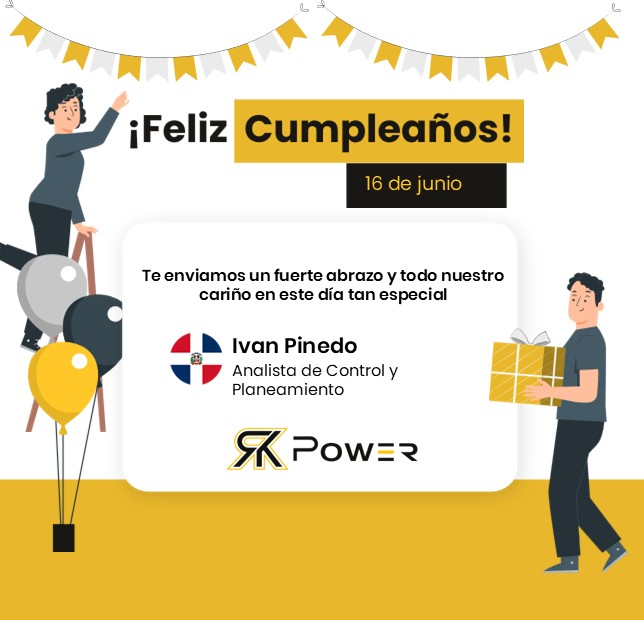 ¡Feliz Cumpleaños!
16 de junio
Te enviamos un fuerte abrazo y todo nuestro
cariño en este día tan especial
Ivan Pinedo
Analista de Control y
Planeamiento
RK Power